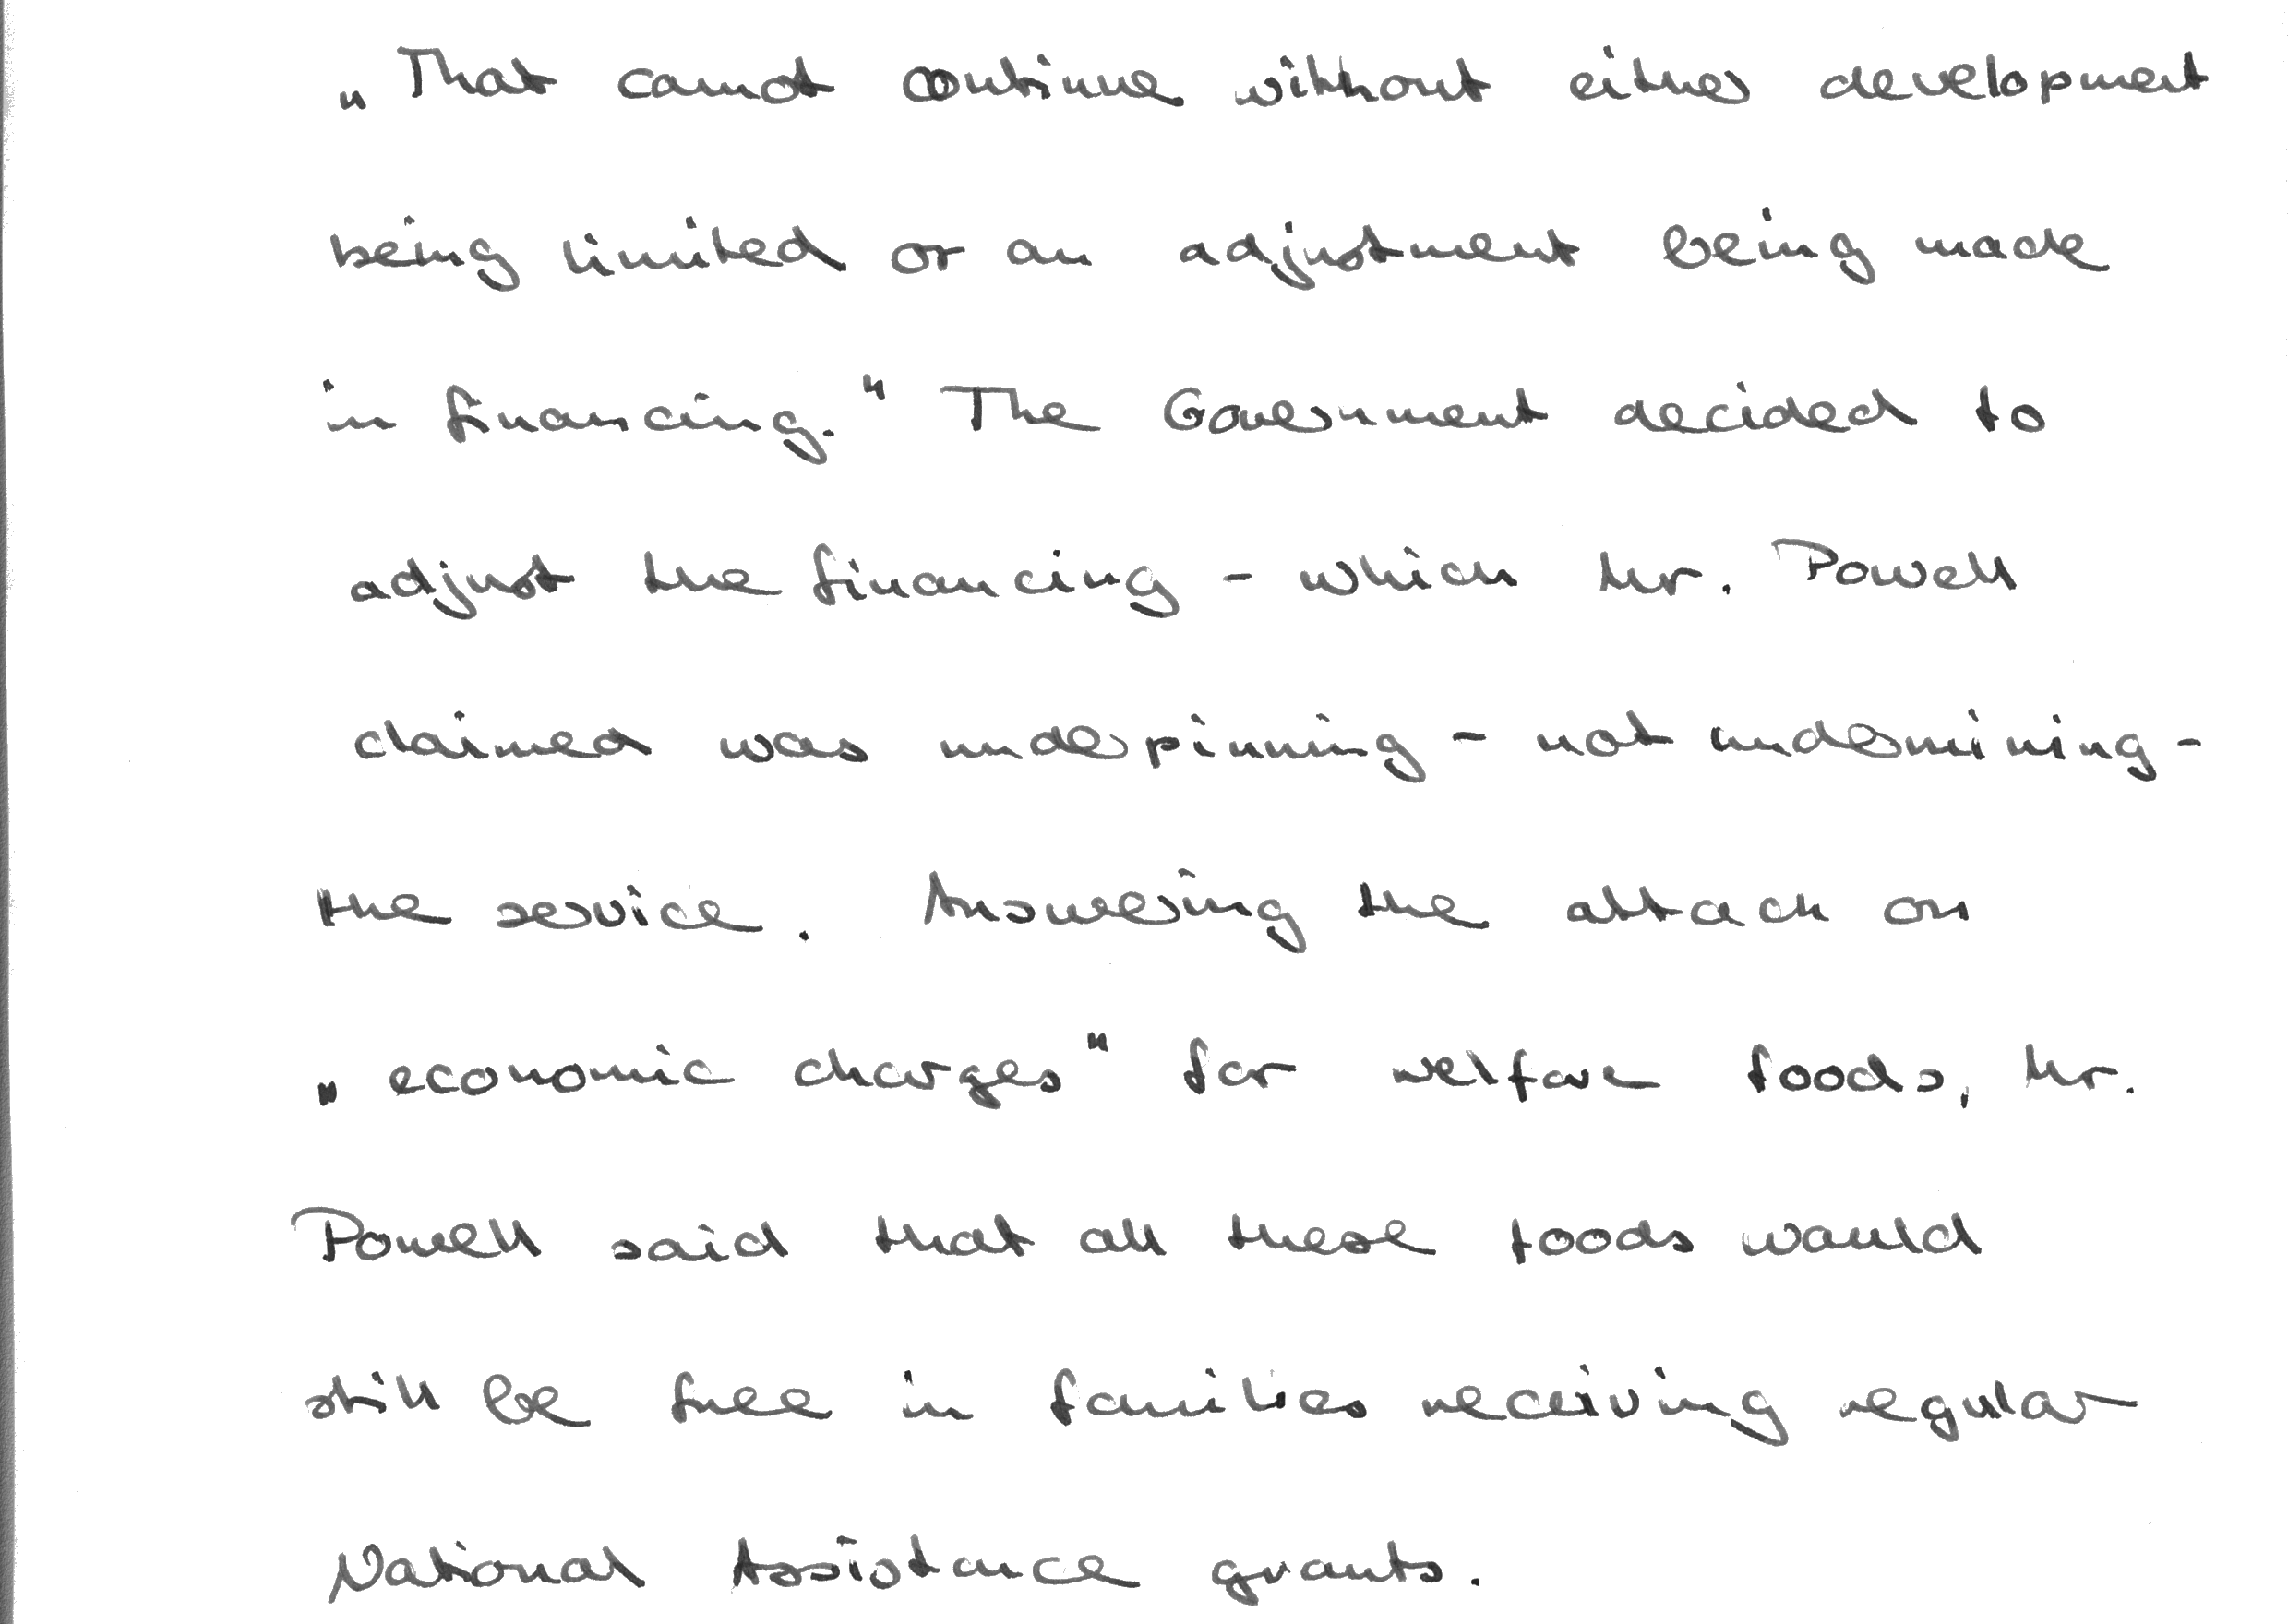 „That cannot continue without either development
being limited or an adjustment being made
in financing." The Government decided to
adjust the financing - which Mr. Powell
claimed was underpinning - not undermining -
the service. Answering the attack on
„economic charges" for welfare foods, Mr.
Powell said that all these foods would
still be free in families receiving regular
National Assistance grants.